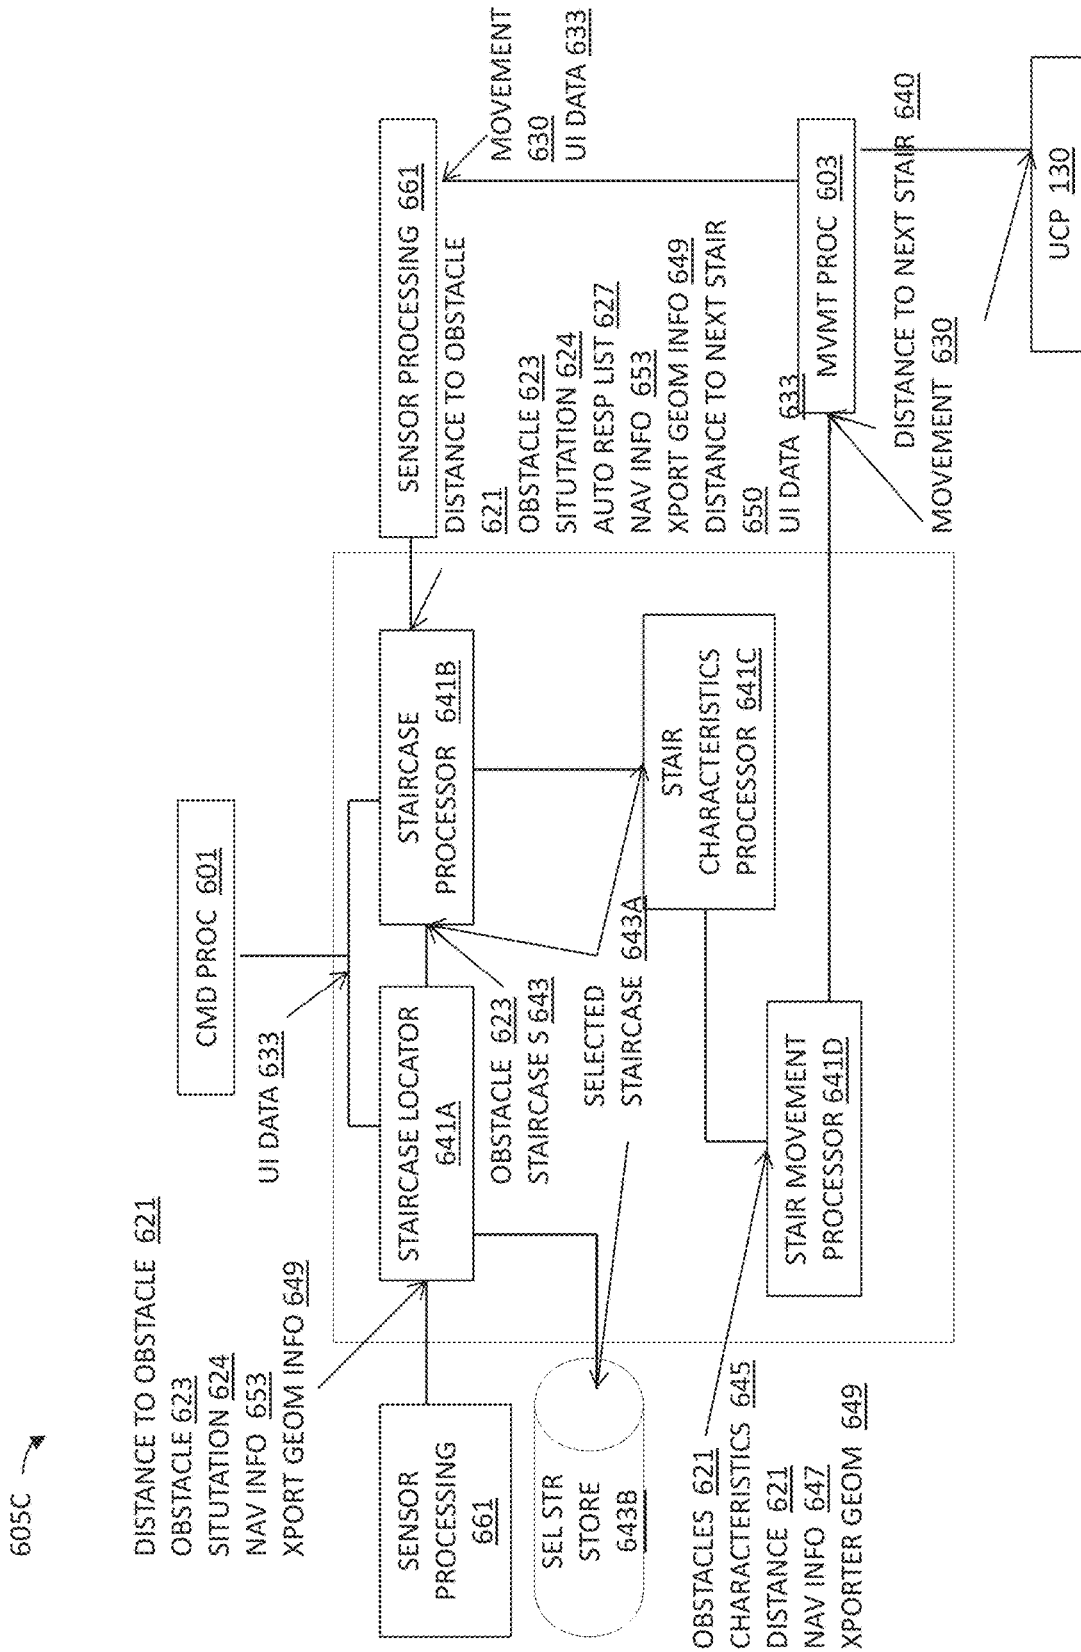 605C
DISTANCE TO OBSTACLE 621
OBSTACLE 623
SITUTATION 624
NAV INFO 653
XPORT GEOM INFO 649
UI DATA 633
CMD PROC 601
SENSOR
PROCESSING
661
STAIRCASE LOCATOR
641A
STAIRCASE
PROCESSOR 641B
SENSOR PROCESSING 661
MOVEMENT
630
UI DATA 633
DISTANCE TO OBSTACLE
621
OBSTACLE 623
SITUTATION 624
AUTO RESP LIST 627
NAV INFO 653
XPORT GEOM INFO 649
DISTANCE TO NEXT STAIR
650
UI DATA 633
OBSTACLE 623
STAIRCASE S 643
SEL STR
STORE
643B
SELECTED
STAIRCASE 643A
STAIR
CHARACTERISTICS
PROCESSOR 641C
OBSTACLES 621
CHARACTERISTICS 645
DISTANCE 621
NAV INFO 647
XPORTER GEOM 649
STAIR MOVEMENT
PROCESSOR 641D
MVMT PROC 603
DISTANCE TO NEXT STAIR 640
MOVEMENT 630
UCP 130